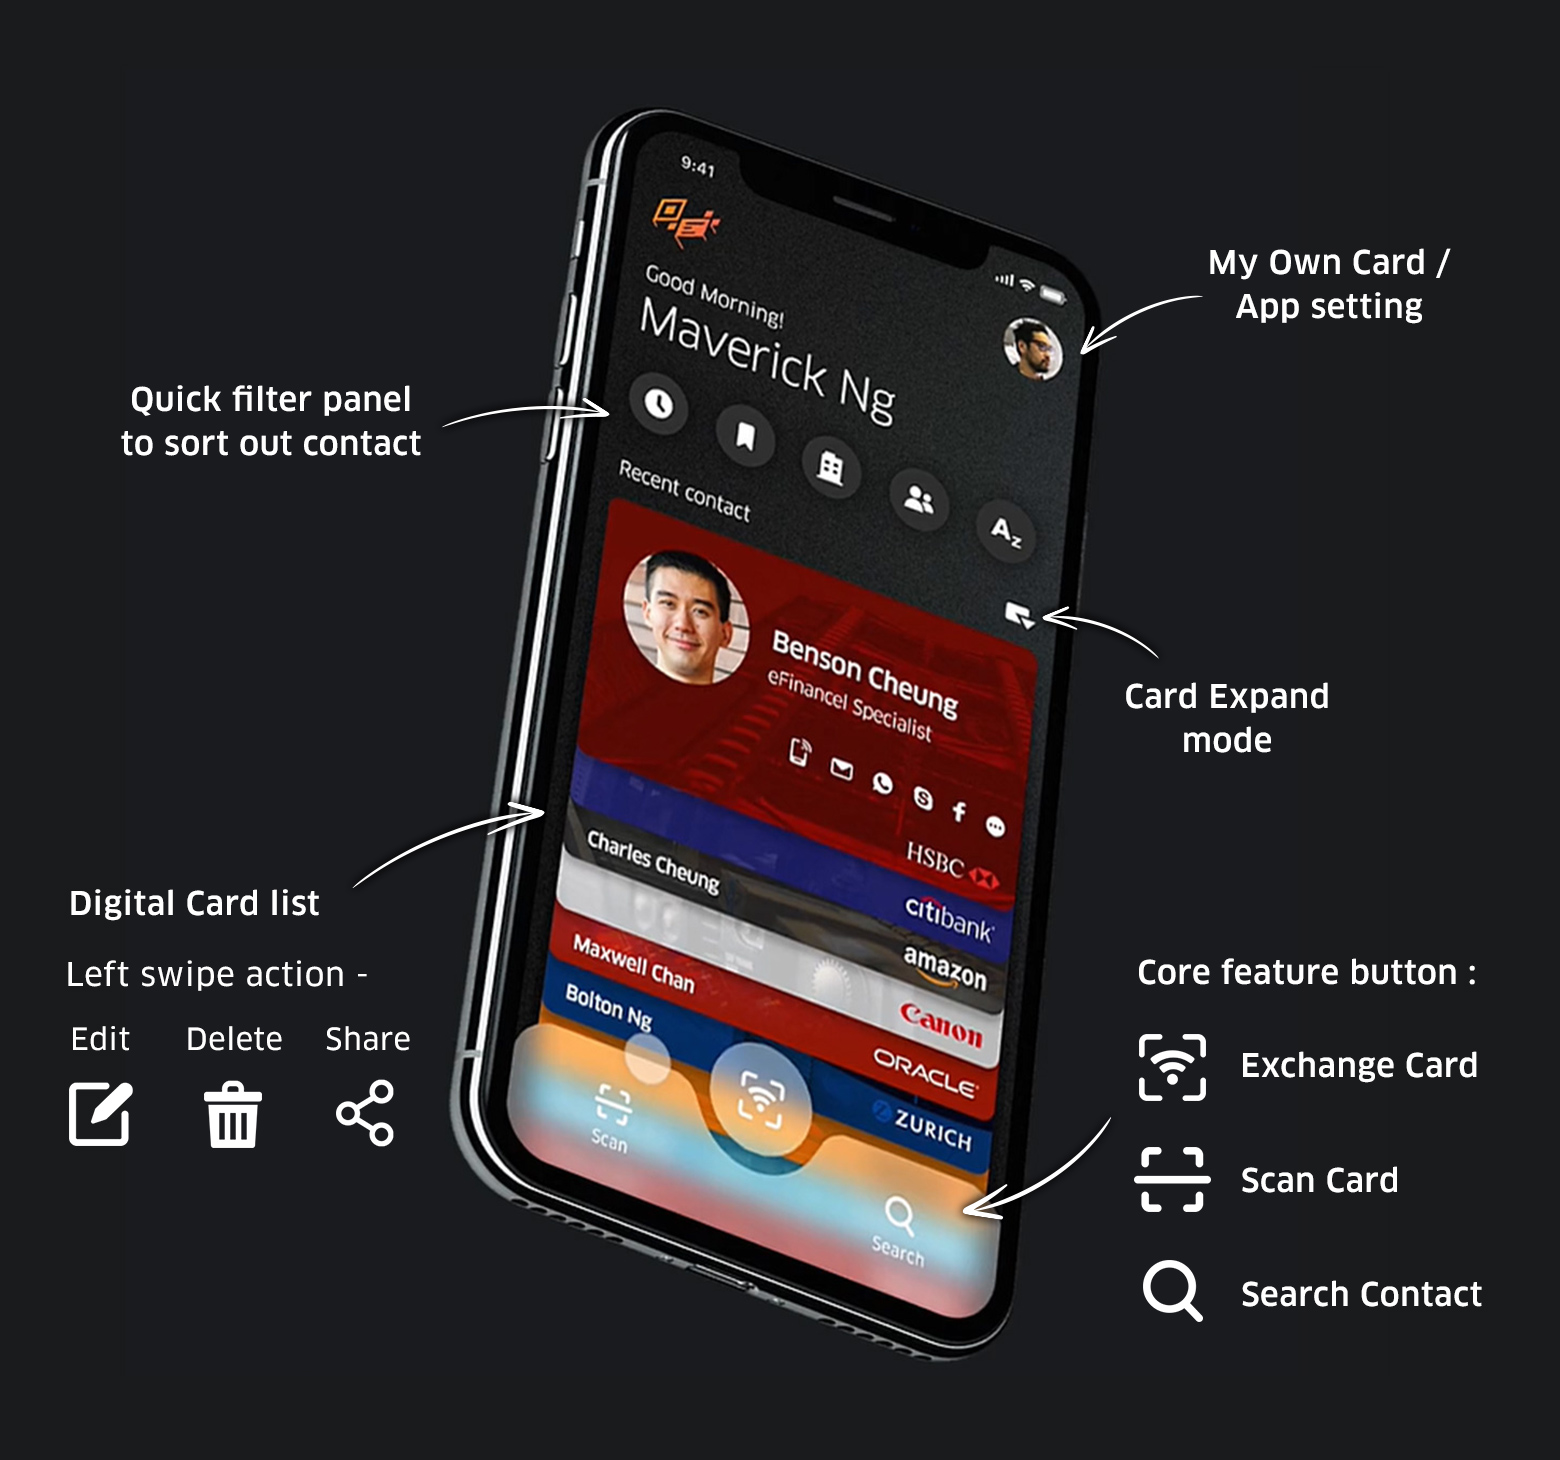 9:41
My Own Card /
App setting
Good Morning!
Maverick Ng
Quick filter panel
to sort out contact
Az
Recent contact
Benson Cheung
eFinancel Specialist
Card Expand
mode
HSBC
citibank
Charles Cheung
amazon
Canon
Maxwell Chan
ORACLE
Bolton Ng
ZURICH
Scan
Search
Digital Card list
Left swipe action -
Edit Delete Share
Core feature button :
Exchange Card
Scan Card
Search Contact